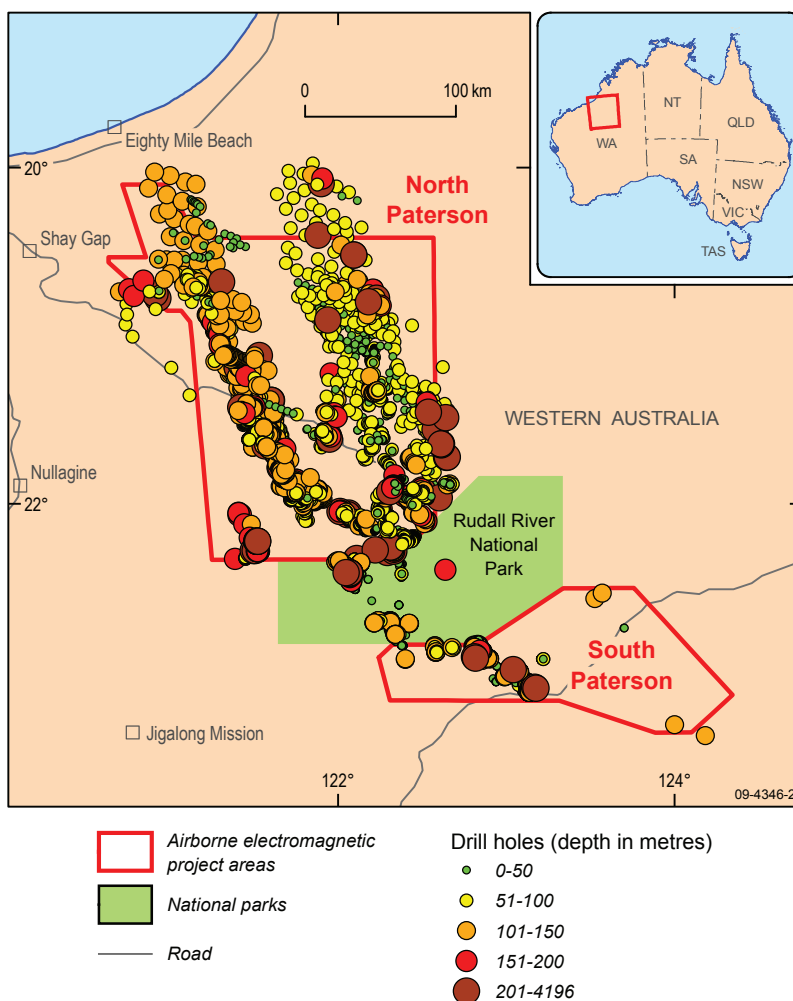 0
100 km
Eighty Mile Beach
20°
North
Paterson
Shay Gap
NT
QLD
WA
SA
NSW
VIC
TAS
WESTERN AUSTRALIA
Nullagine
22°
Rudall River
National
Park
South
Paterson
Jigalong Mission
122°
124°
09-4346-2
Airborne electromagnetic
project areas
National parks
Road
Drill holes (depth in metres)
0-50
51-100
101-150
151-200
201-4196